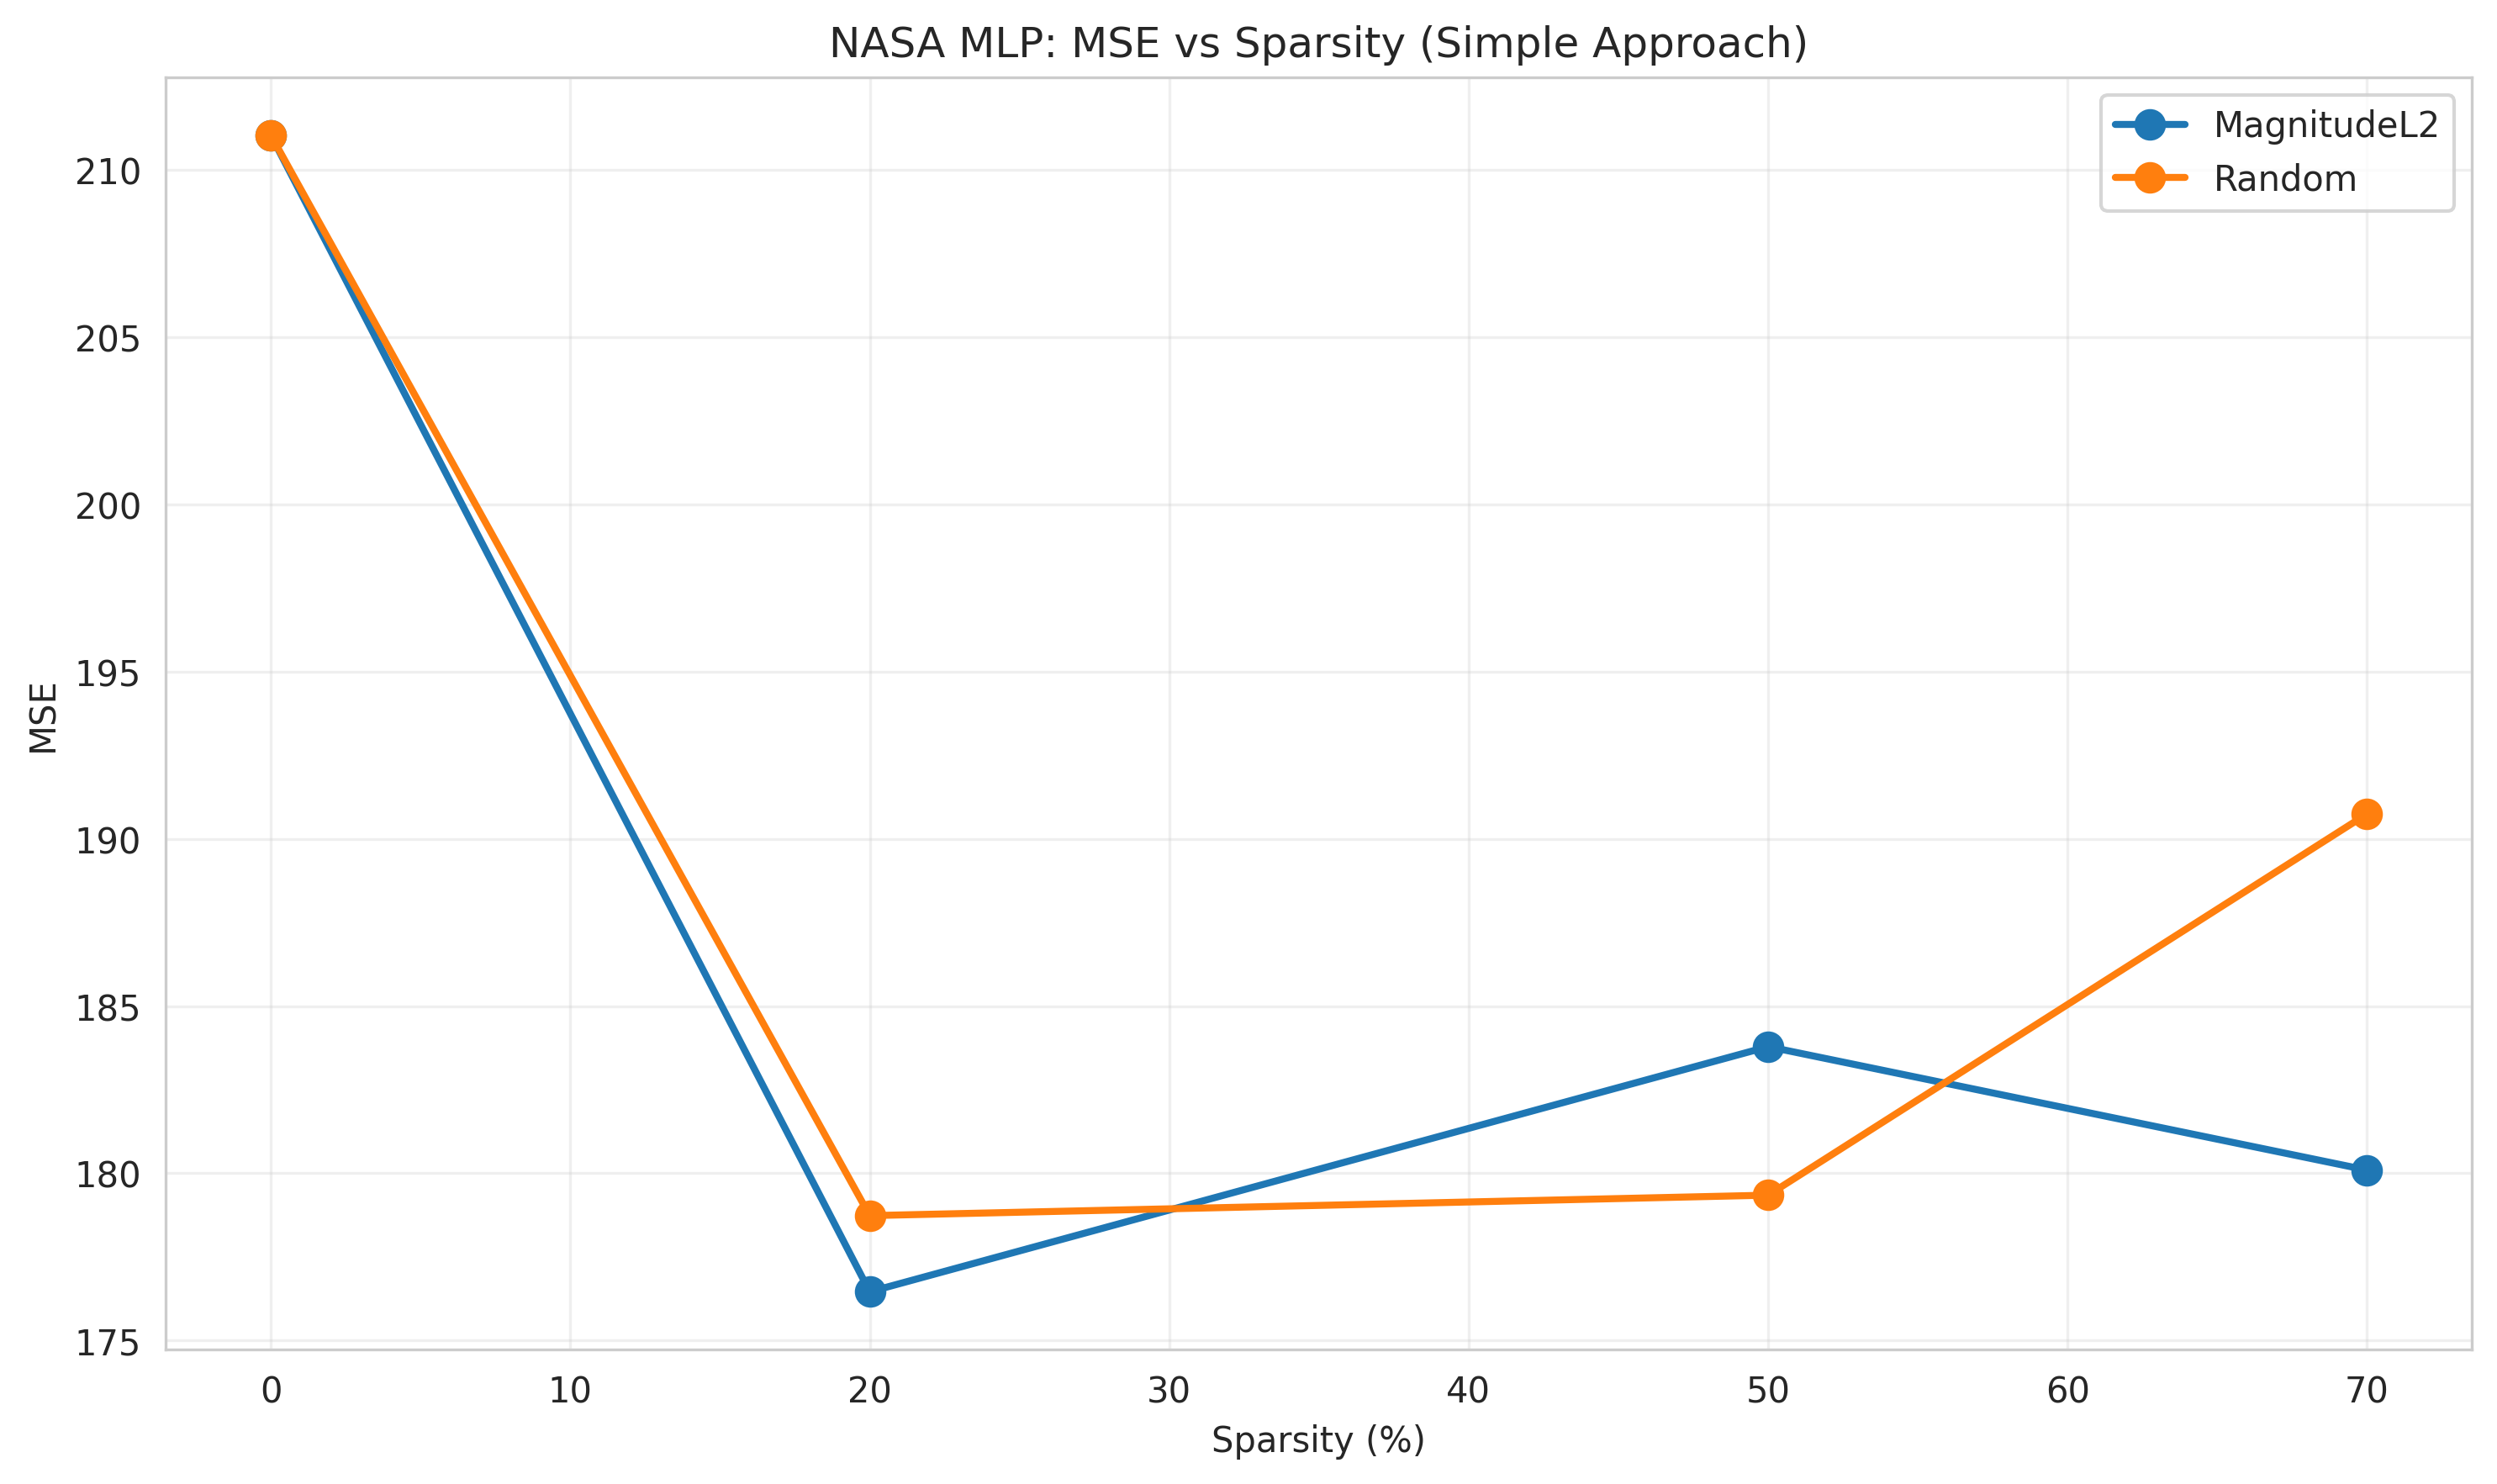 NASA MLP: MSE vs Sparsity (Simple Approach)
MagnitudeL2
Random
210
205
200
195
190
185
180
175
MSE
0 10 20 30 40 50 60 70
Sparsity (%)